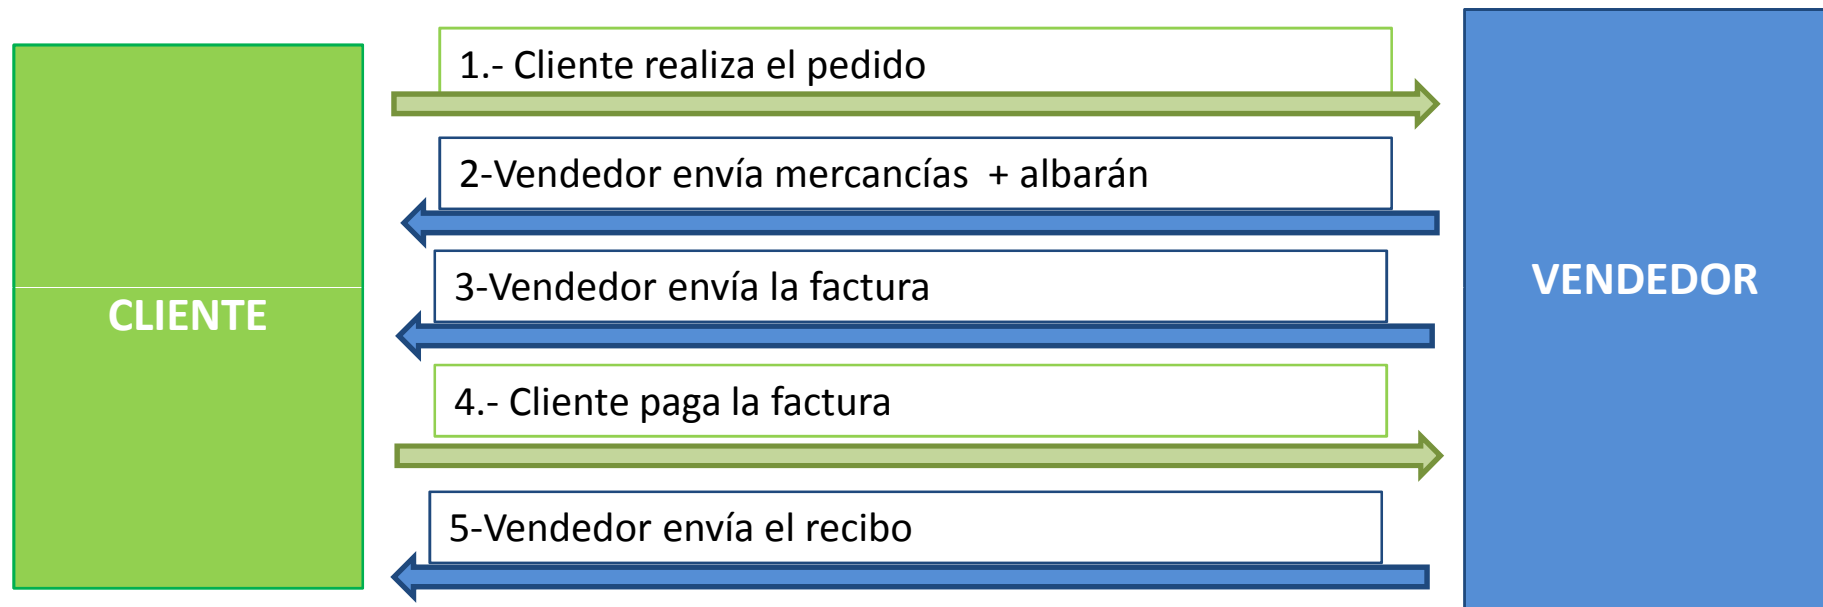 1.- Cliente realiza el pedido
2-Vendedor envía mercancías + albarán
3-Vendedor envía la factura
VENDEDOR
CLIENTE
4.- Cliente paga la factura
5-Vendedor envía el recibo